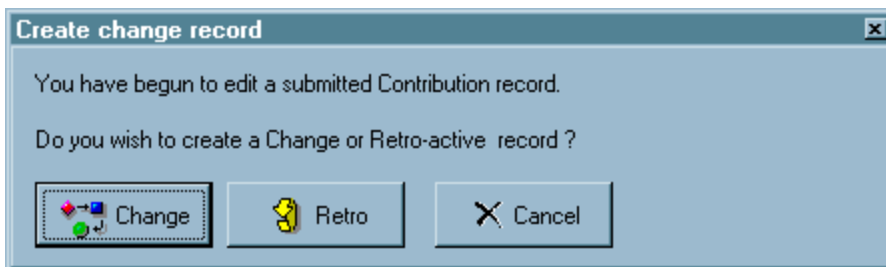 Create change record
You have begun to edit a submitted Contribution record.
Do you wish to create a Change or Retro-active record ?
Change Retro Cancel